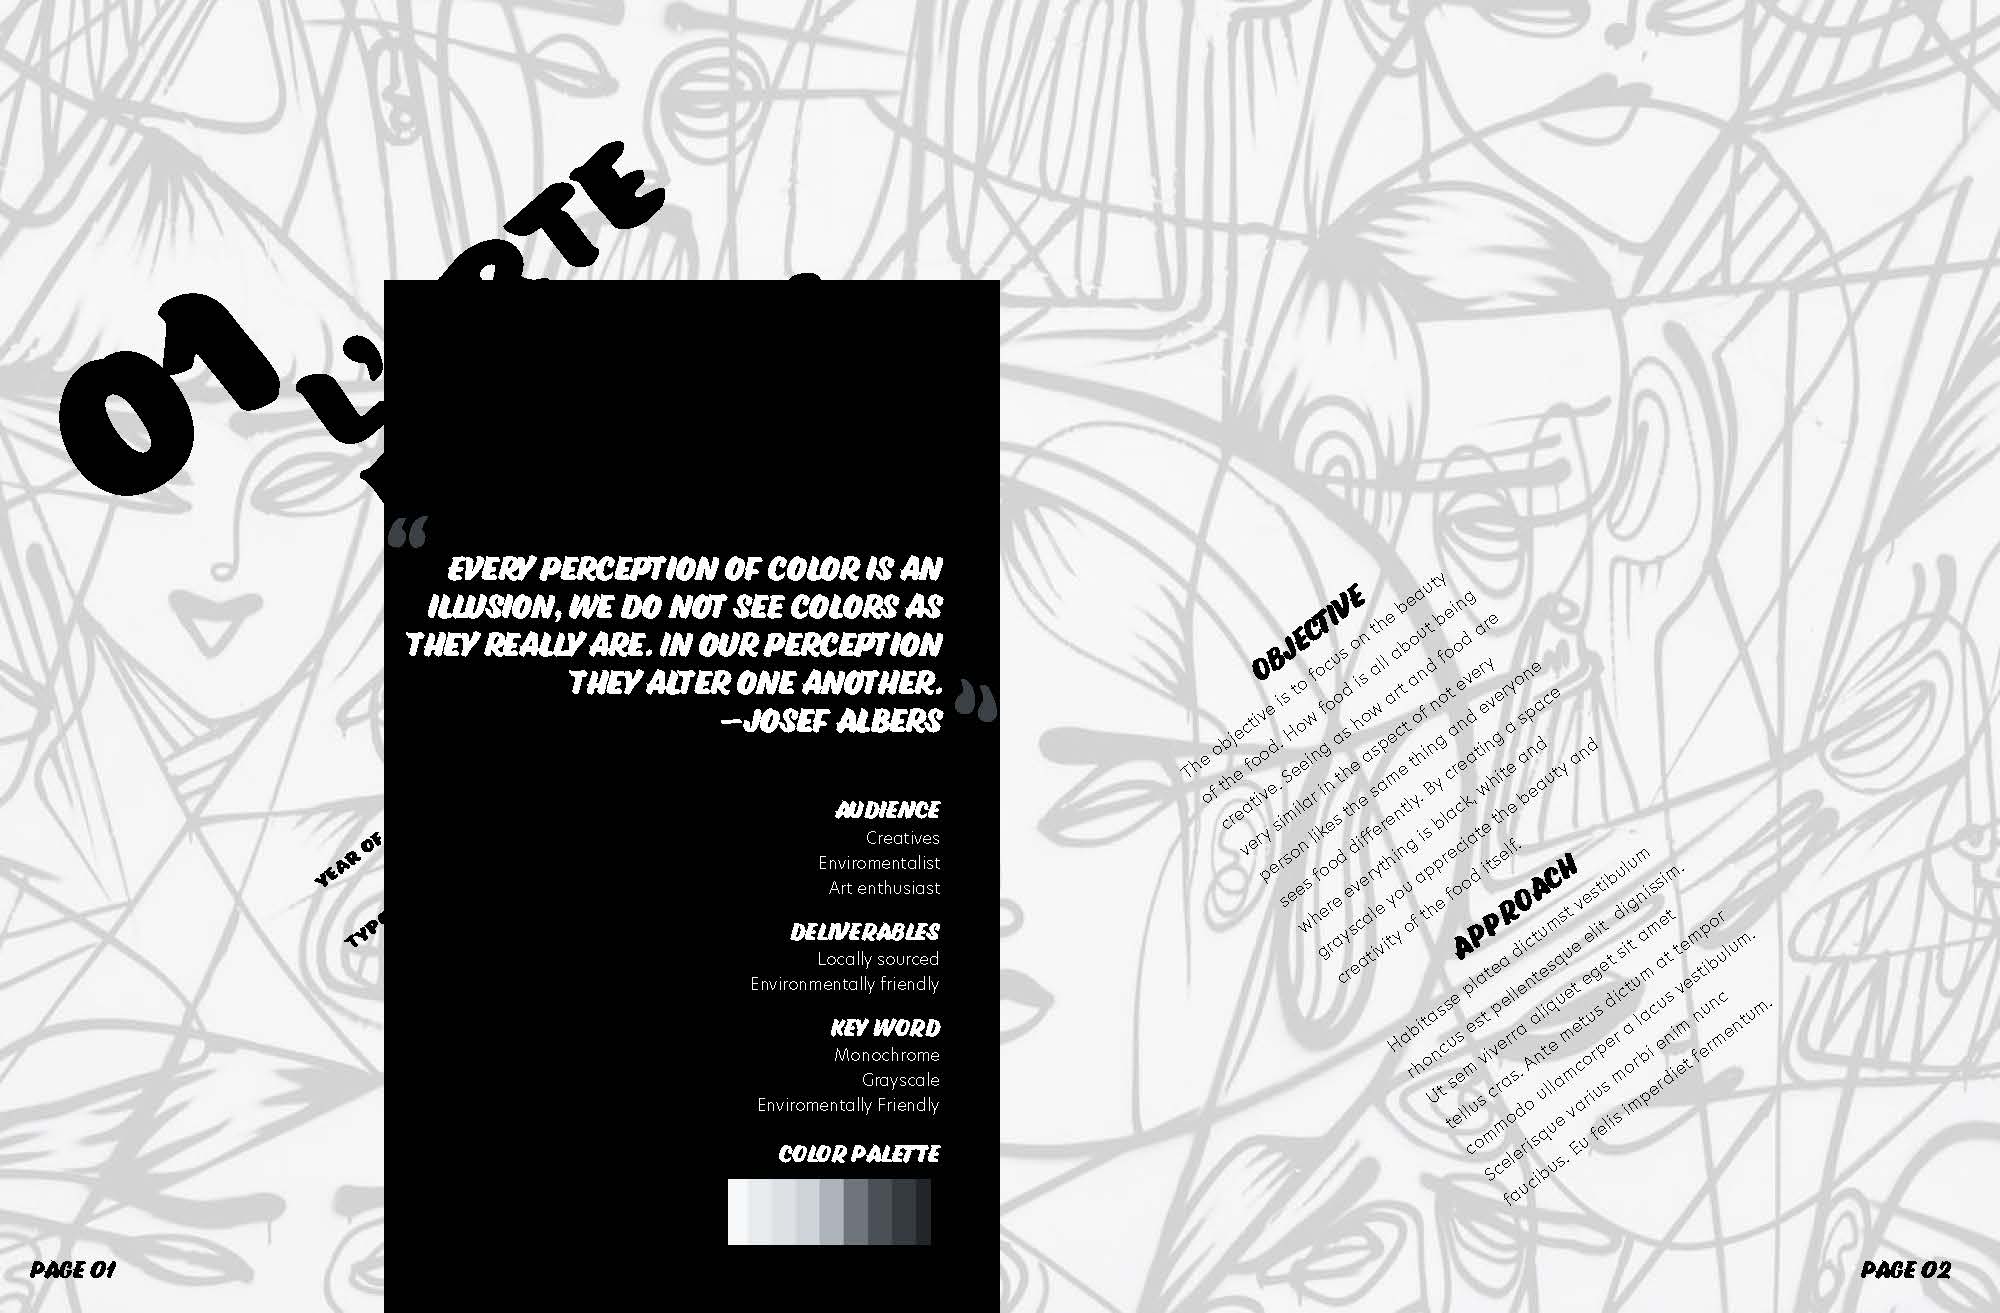 01
L'ARTE
“
EVERY PERCEPTION OF COLOR IS AN
ILLUSION, WE DO NOT SEE COLORS AS
THEY REALLY ARE. IN OUR PERCEPTION
THEY ALTER ONE ANOTHER.
–JOSEF ALBERS
”
AUDIENCE
Creatives
Enviromentalist
Art enthusiast
DELIVERABLES
Locally sourced
Environmentally friendly
KEY WORD
Monochrome
Grayscale
Enviromentally Friendly
COLOR PALETTE
YEAR OF
TYPO
PAGE 01
OBJECTIVE
The objective is to focus on the beauty
of the food. How food is all about being
creative. Seeing as how art and food are
very similar in the aspect of not every
person likes the same thing and everyone
sees food differently. By creating a space
where everything is black, white and
grayscale you appreciate the beauty and
creativity of the food itself.
APPROACH
Habitasse platea dictumst vestibulum
rhoncus est pellentesque elit dignissim.
Ut sem viverra aliquet eget sit amet
tellus cras. Ante metus dictum at tempor
commodo ullamcorper a lacus vestibulum.
Scelerisque varius morbi enim nunc
faucibus. Eu felis imperdiet fermentum.
PAGE 02